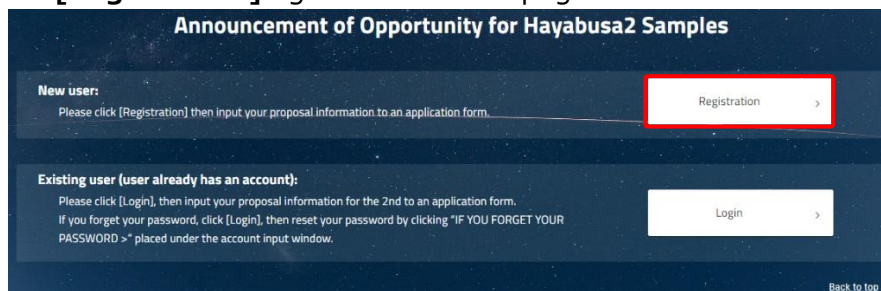 Announcement of Opportunity for Hayabusa2 Samples
New user:
Please click [Registration] then input your proposal information to an application form.
Registration >
Existing user (user already has an account):
Please click [Login], then input your proposal information for the 2nd to an application form.
If you forget your password, click [Login], then reset your password by clicking "IF YOU FORGET YOUR
PASSWORD >" placed under the account input window.
Login >
Back to top